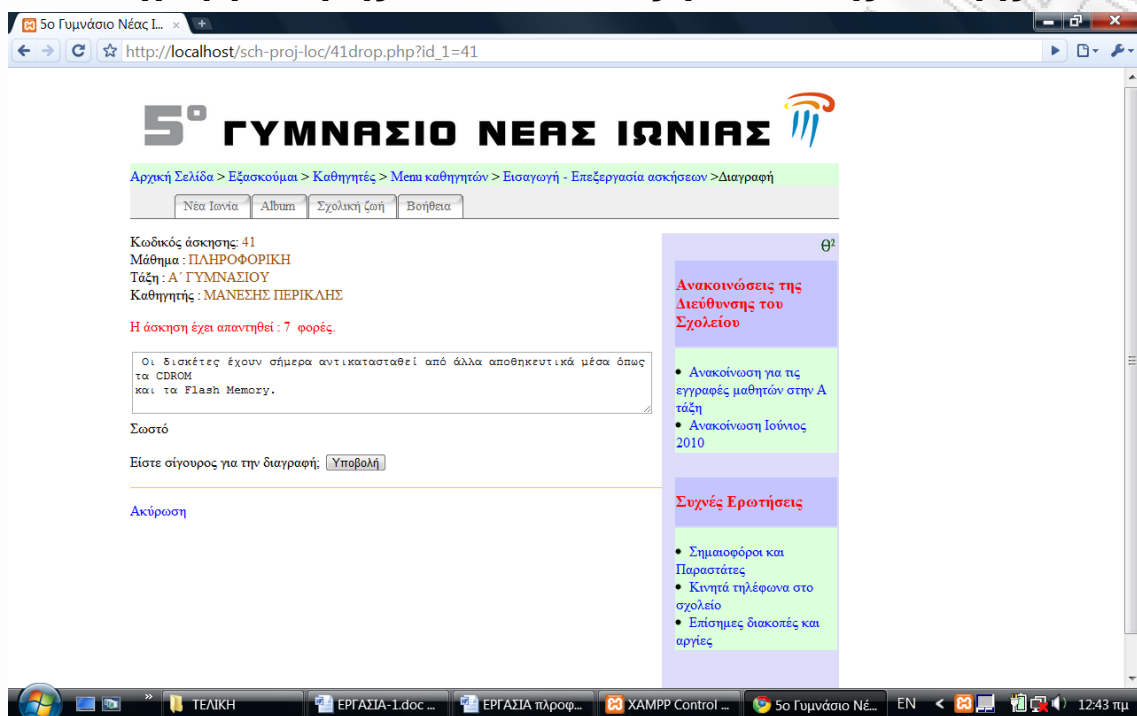 5ο Γυμνάσιο Νέας Ι...
http://localhost/sch-proj-loc/41drop.php?id_1=41
5° ΓΥΜΝΑΣΙΟ ΝΕΑΣ ΙΩΝΙΑΣ
Αρχική Σελίδα > Εξασκούμαι > Καθηγητές > Menu καθηγητών > Εισαγωγή - Επεξεργασία ασκήσεων >Διαγραφή
Νέα Ιωνία Album Σχολική ζωή Βοήθεια
Κωδικός άσκησης: 41
Μάθημα : ΠΛΗΡΟΦΟΡΙΚΗ
Τάξη : Α΄ ΓΥΜΝΑΣΙΟΥ
Καθηγητής : ΜΑΝΕΣΗΣ ΠΕΡΙΚΛΗΣ
Η άσκηση έχει απαντηθεί : 7 φορές.
Οι δισκέτες έχουν σήμερα αντικατασταθεί από άλλα αποθηκευτικά μέσα όπως
τα CDROM
και τα Flash Memory.
Σωστό
Είστε σίγουρος για την διαγραφή; Υποβολή
Ακύρωση
θ²
Ανακοινώσεις της
Διεύθυνσης του
Σχολείου
• Ανακοίνωση για τις
εγγραφές μαθητών στην Α
τάξη
• Ανακοίνωση Ιούνιος
2010
Συχνές Ερωτήσεις
• Σημαιοφόροι και
Παραστάτες
• Κινητά τηλέφωνα στο
σχολείο
• Επίσημες διακοπές και
αργίες
ΤΕΛΙΚΗ ΕΡΓΑΣΙΑ-1.doc ... ΕΡΓΑΣΙΑ πληροφ... XAMPP Control ... 5ο Γυμνάσιο Νέ... EN 12:43 πμ